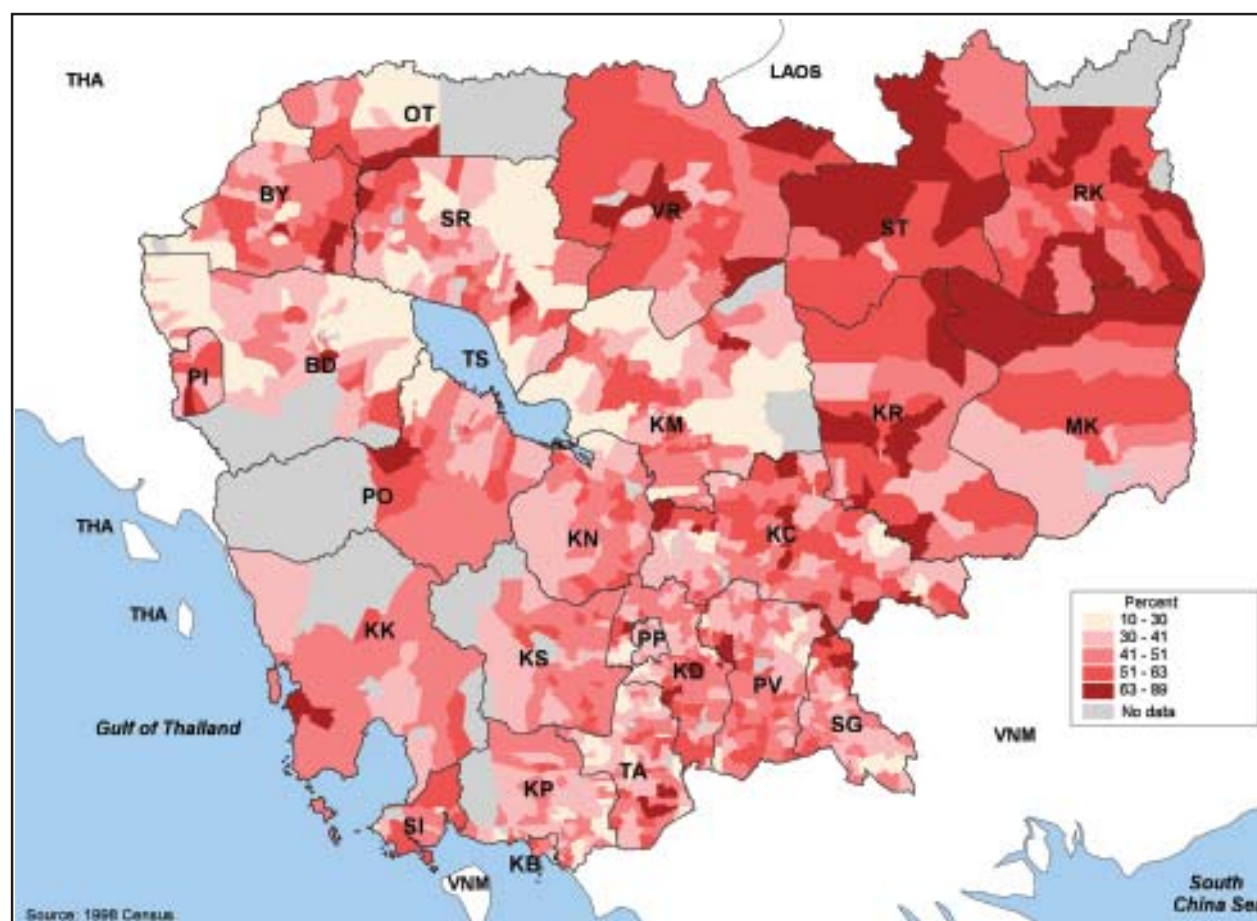 THA
LAOS
OT
BY
SR
VR
ST
RK
PI
BD
TS
KM
KR
MK
PO
KN
KC
THA
THA
KK
KS
PP
KD
PV
SG
Percent
10 - 30
30 - 41
41 - 51
51 - 63
63 - 89
No data
Gulf of Thailand
VNM
TA
KP
SI
KB
VNM
South
China Se
Source: 1998 Census